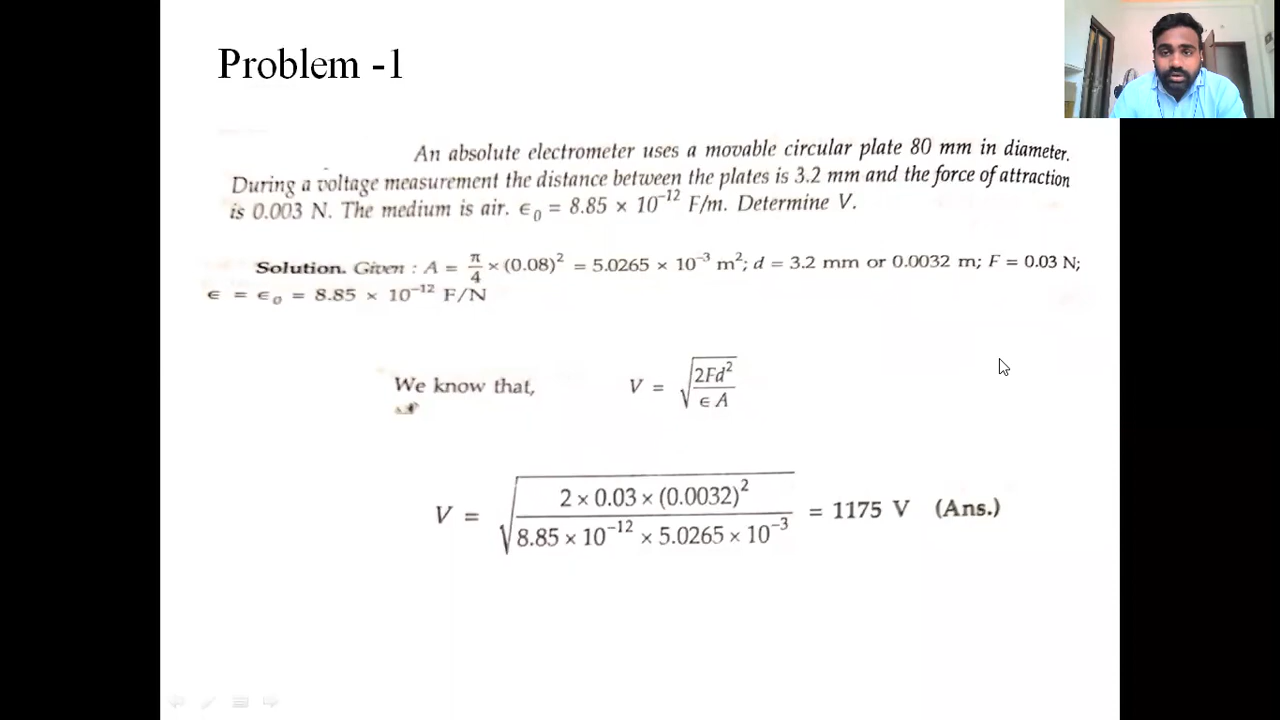 Problem -1
An absolute electrometer uses a movable circular plate 80 mm in diameter.
During a voltage measurement the distance between the plates is 3.2 mm and the force of attraction
is 0.003 N. The medium is air. ϵ₀ = 8.85 × 10⁻¹² F/m. Determine V.
Solution. Given : A = π/4 × (0.08)² = 5.0265 × 10⁻³ m²; d = 3.2 mm or 0.0032 m; F = 0.03 N;
ϵ = ϵ₀ = 8.85 × 10⁻¹² F/N
We know that, V = √(2Fd² / ϵ A)
V = √(2 × 0.03 × (0.0032)² / 8.85 × 10⁻¹² × 5.0265 × 10⁻³) = 1175 V (Ans.)